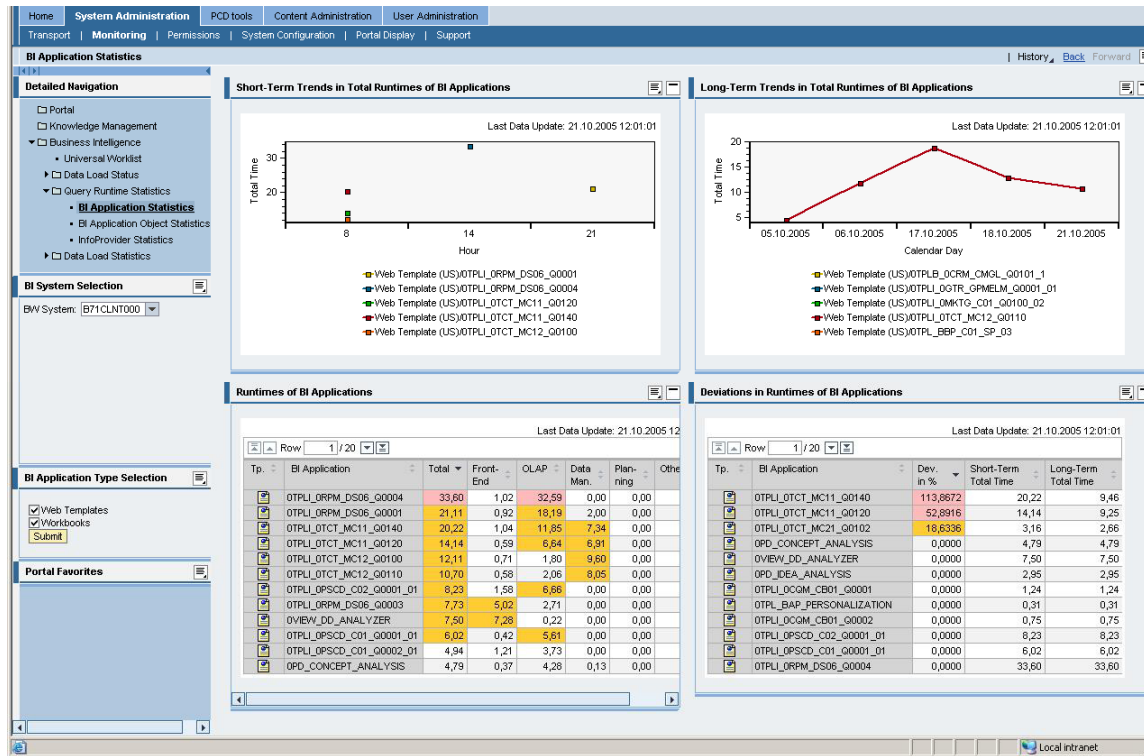 Home System Administration PCD tools Content Administration User Administration
Transport | Monitoring | Permissions | System Configuration | Portal Display | Support
BI Application Statistics | History Back Forward
Detailed Navigation
Portal
Knowledge Management
Business Intelligence
Universal Worklist
Data Load Status
Query Runtime Statistics
BI Application Statistics
BI Application Object Statistics
InfoProvider Statistics
Data Load Statistics
BI System Selection
BW System: B71CLNT000
BI Application Type Selection
Web Templates
Workbooks
Submit
Portal Favorites
Short-Term Trends in Total Runtimes of BI Applications
Last Data Update: 21.10.2005 12:01:01
Total Time
30
20
8 14 21
Hour
Web Template (US)/0TPLI_0RPM_DS06_Q0001
Web Template (US)/0TPLI_0RPM_DS06_Q0004
Web Template (US)/0TPLI_0TCT_MC11_Q0120
Web Template (US)/0TPLI_0TCT_MC11_Q0140
Web Template (US)/0TPLI_0TCT_MC12_Q0100
Long-Term Trends in Total Runtimes of BI Applications
Last Data Update: 21.10.2005 12:01:01
Total Time
20
15
10
5
05.10.2005 06.10.2005 17.10.2005 18.10.2005 21.10.2005
Calendar Day
Web Template (US)/0TPLB_0CRM_CMGL_Q0101_1
Web Template (US)/0TPLI_0GTR_GPMELM_Q0001_01
Web Template (US)/0TPLI_0MKTG_C01_Q0100_02
Web Template (US)/0TPLI_0TCT_MC12_Q0110
Web Template (US)/0TPL_BBP_C01_SP_03
Runtimes of BI Applications
Last Data Update: 21.10.2005 12
Row 1 / 20
Tp. BI Application Total Front-End OLAP Data Man. Plan-ning Othe
0TPLI_0RPM_DS06_Q0004 33,60 1,02 32,59 0,00 0,00
0TPLI_0RPM_DS06_Q0001 21,11 0,92 18,19 2,00 0,00
0TPLI_0TCT_MC11_Q0140 20,22 1,04 11,85 7,34 0,00
0TPLI_0TCT_MC11_Q0120 14,14 0,59 6,64 6,91 0,00
0TPLI_0TCT_MC12_Q0100 12,11 0,71 1,80 9,60 0,00
0TPLI_0TCT_MC12_Q0110 10,70 0,58 2,06 8,05 0,00
0TPLI_0PSCD_C02_Q0001_01 8,23 1,58 6,66 0,00 0,00
0TPLI_0RPM_DS06_Q0003 7,73 5,02 2,71 0,00 0,00
0VIEW_DD_ANALYZER 7,50 7,28 0,22 0,00 0,00
0TPLI_0PSCD_C01_Q0001_01 6,02 0,42 5,61 0,00 0,00
0TPLI_0PSCD_C01_Q0002_01 4,94 1,21 3,73 0,00 0,00
0PD_CONCEPT_ANALYSIS 4,79 0,37 4,28 0,13 0,00
Deviations in Runtimes of BI Applications
Last Data Update: 21.10.2005 12:01:01
Row 1 / 20
Tp. BI Application Dev. in % Short-Term Total Time Long-Term Total Time
0TPLI_0TCT_MC11_Q0140 113,8672 20,22 9,46
0TPLI_0TCT_MC11_Q0120 52,8916 14,14 9,25
0TPLI_0TCT_MC21_Q0102 18,6336 3,16 2,66
0PD_CONCEPT_ANALYSIS 0,0000 4,79 4,79
0VIEW_DD_ANALYZER 0,0000 7,50 7,50
0PD_IDEA_ANALYSIS 0,0000 2,95 2,95
0TPLI_0CQM_CB01_Q0001 0,0000 1,24 1,24
0TPL_BAP_PERSONALIZATION 0,0000 0,31 0,31
0TPLI_0CQM_CB01_Q0002 0,0000 0,75 0,75
0TPLI_0PSCD_C02_Q0001_01 0,0000 8,23 8,23
0TPLI_0PSCD_C01_Q0001_01 0,0000 6,02 6,02
0TPLI_0RPM_DS06_Q0004 0,0000 33,60 33,60
Local intranet